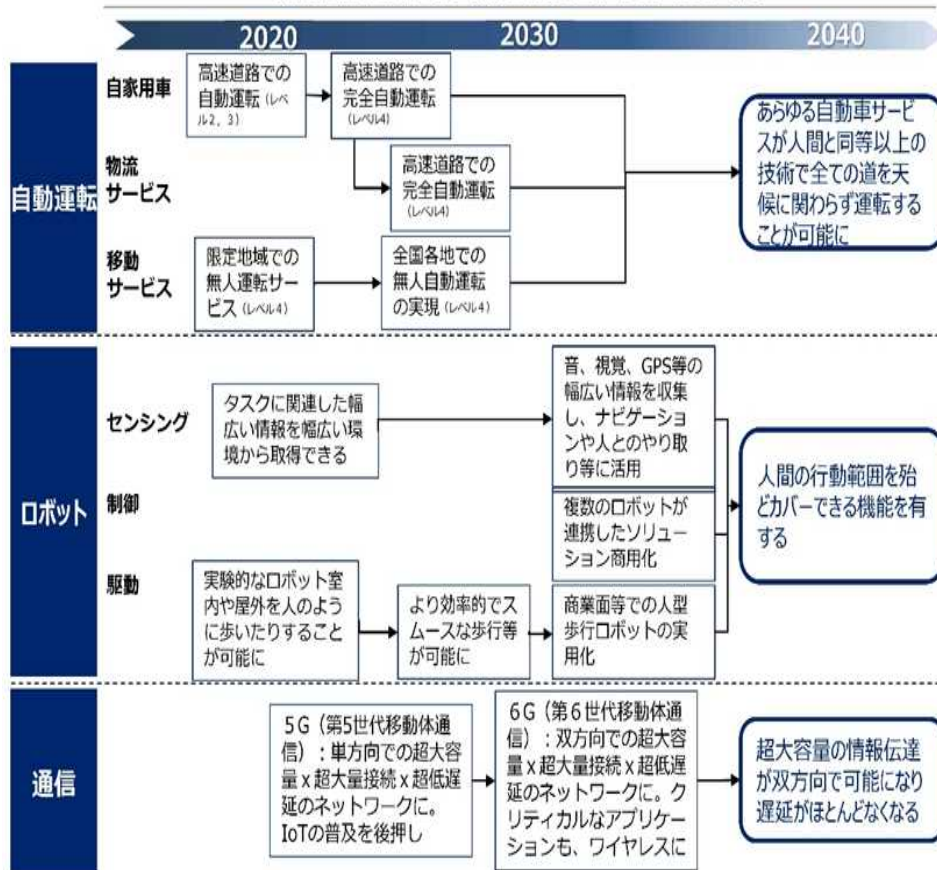 2020
2030
2040
自動運転
自家用車
高速道路での
自動運転（レベ
ル2，3）
高速道路での
完全自動運転
（レベル4）
物流
サービス
高速道路での
完全自動運転
（レベル4）
移動
サービス
限定地域での
無人運転サー
ビス（レベル4）
全国各地での
無人自動運転
の実現（レベル4）
あらゆる自動車サービ
スが人間と同等以上の
技術で全ての道を天
候に関わらず運転する
ことが可能に
ロボット
センシング
タスクに関連した幅
広い情報を幅広い環
境から取得できる
音、視覚、GPS等の
幅広い情報を収集
し、ナビゲーション
や人とのやり取
り等に活用
制御
複数のロボットが
連携したソリュー
ション商用化
駆動
実験的なロボット室
内や屋外を人のように
歩いたりすること
が可能に
より効率的でス
ムースな歩行等
が可能に
商業面等での人型
歩行ロボットの実
用化
人間の行動範囲を殆
どカバーできる機能を有
する
通信
5G（第5世代移動体通
信）：単方向での超大容
量x超大量接続x超低遅
延のネットワークに。
IoTの普及を後押し
6G（第6世代移動体通
信）：双方向での超大容
量x超大量接続x超低遅
延のネットワークに。ク
リティカルなアプリケー
ションも、ワイヤレスに
超大容量の情報伝達
が双方向で可能になり
遅延がほとんどなくなる